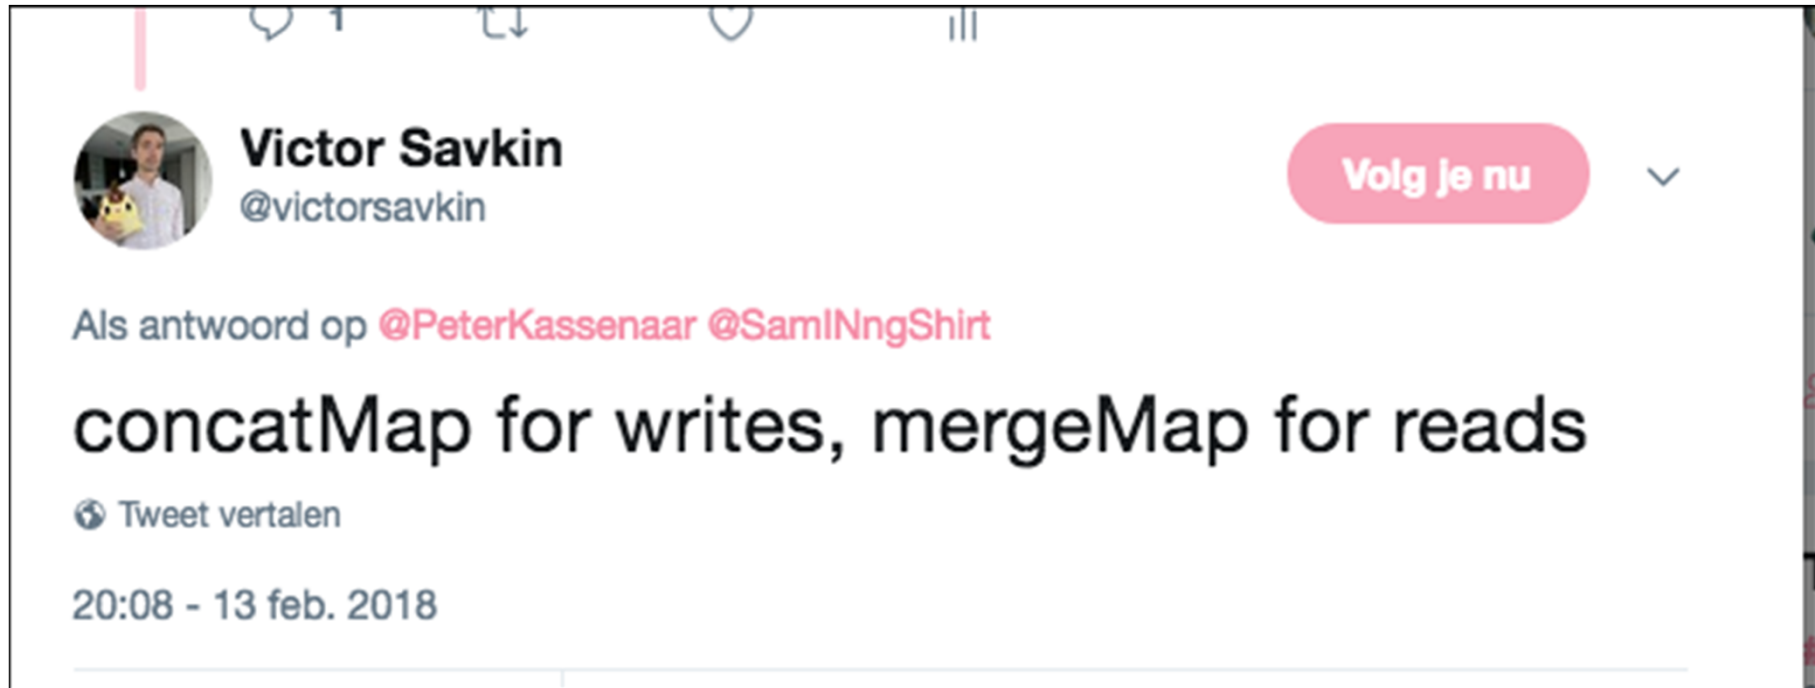 1
Victor Savkin
@victorsavkin
Volg je nu
Als antwoord op @PeterKassenaar @SamINngShirt
concatMap for writes, mergeMap for reads
Tweet vertalen
20:08 - 13 feb. 2018